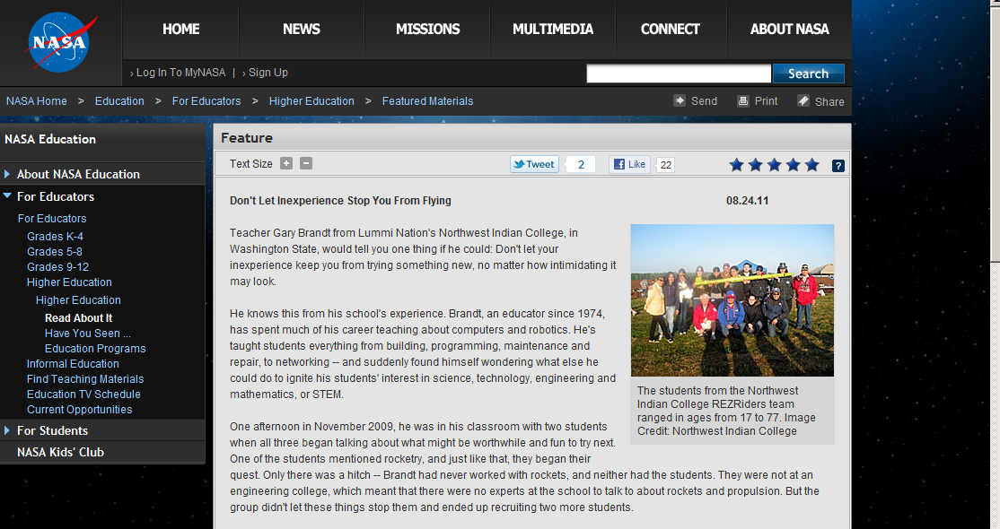 NASA
HOME NEWS MISSIONS MULTIMEDIA CONNECT ABOUT NASA
› Log In To MyNASA | › Sign Up
Search
NASA Home > Education > For Educators > Higher Education > Featured Materials
Send Print Share
NASA Education
About NASA Education
For Educators
For Educators
Grades K-4
Grades 5-8
Grades 9-12
Higher Education
Higher Education
Read About It
Have You Seen ...
Education Programs
Informal Education
Find Teaching Materials
Education TV Schedule
Current Opportunities
For Students
NASA Kids' Club
Feature
Text Size + -
Tweet 2 Like 22 ?
Don't Let Inexperience Stop You From Flying
08.24.11
Teacher Gary Brandt from Lummi Nation's Northwest Indian College, in
Washington State, would tell you one thing if he could: Don't let your
inexperience keep you from trying something new, no matter how intimidating it
may look.
He knows this from his school's experience. Brandt, an educator since 1974,
has spent much of his career teaching about computers and robotics. He's
taught students everything from building, programming, maintenance and
repair, to networking -- and suddenly found himself wondering what else he
could do to ignite his students' interest in science, technology, engineering and
mathematics, or STEM.
The students from the Northwest
Indian College REZRiders team
ranged in ages from 17 to 77. Image
Credit: Northwest Indian College
One afternoon in November 2009, he was in his classroom with two students
when all three began talking about what might be worthwhile and fun to try next.
One of the students mentioned rocketry, and just like that, they began their
quest. Only there was a hitch -- Brandt had never worked with rockets, and neither had the students. They were not at an
engineering college, which meant that there were no experts at the school to talk to about rockets and propulsion. But the
group didn't let these things stop them and ended up recruiting two more students.